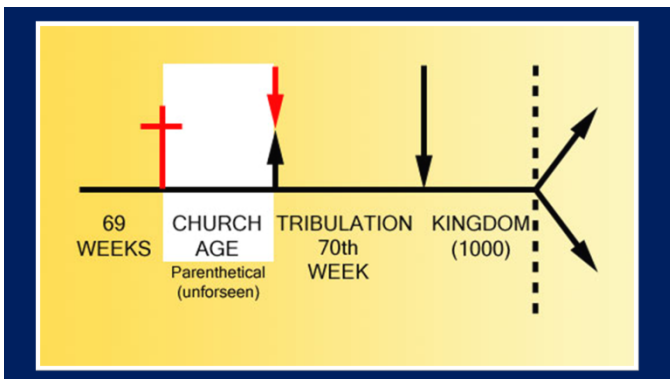 69
WEEKS
CHURCH
AGE
Parenthetical
(unforseen)
TRIBULATION
70th
WEEK
KINGDOM
(1000)